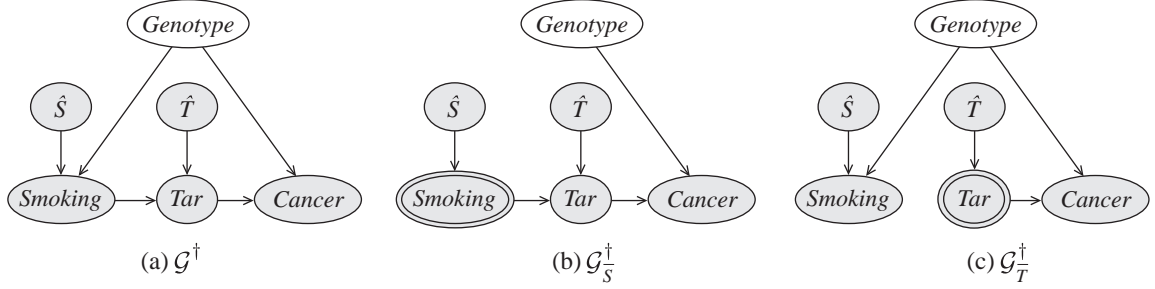 Genotype Genotype Genotype
Ŝ T̂ Ŝ T̂ Ŝ T̂
Smoking Tar Cancer Smoking Tar Cancer Smoking Tar Cancer
(a) 𝒢† (b) 𝒢†_S̅ (c) 𝒢†_T̅